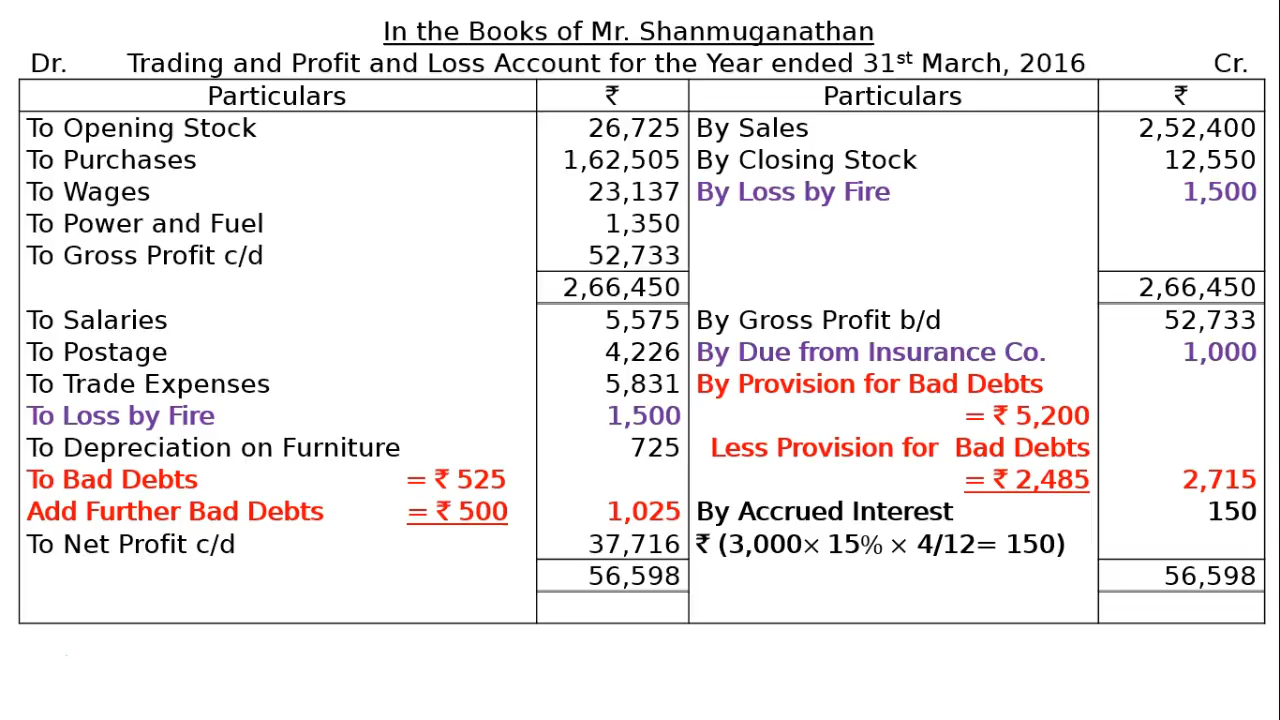 In the Books of Mr. Shanmuganathan
Dr. Trading and Profit and Loss Account for the Year ended 31st March, 2016 Cr.
Particulars ₹ Particulars ₹
To Opening Stock 26,725 By Sales 2,52,400
To Purchases 1,62,505 By Closing Stock 12,550
To Wages 23,137 By Loss by Fire 1,500
To Power and Fuel 1,350
To Gross Profit c/d 52,733
2,66,450 2,66,450
To Salaries 5,575 By Gross Profit b/d 52,733
To Postage 4,226 By Due from Insurance Co. 1,000
To Trade Expenses 5,831 By Provision for Bad Debts
To Loss by Fire 1,500 = ₹ 5,200
To Depreciation on Furniture 725 Less Provision for Bad Debts
To Bad Debts = ₹ 525 = ₹ 2,485 2,715
Add Further Bad Debts = ₹ 500 1,025 By Accrued Interest 150
To Net Profit c/d 37,716 ₹ (3,000× 15% × 4/12= 150)
56,598 56,598